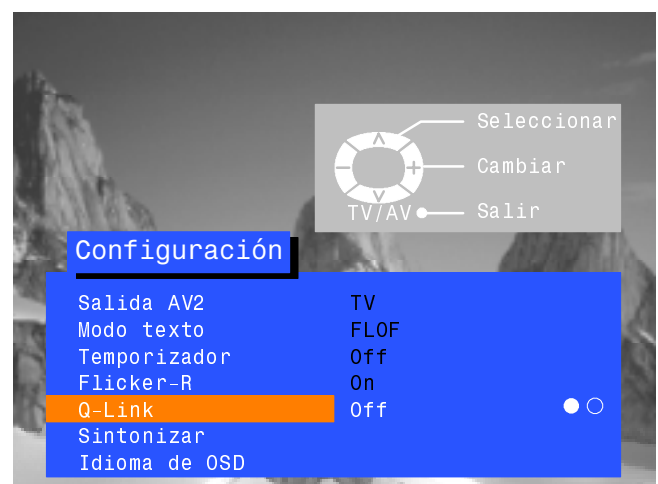 Seleccionar
Cambiar
TV/AV Salir
Configuración
Salida AV2 TV
Modo texto FLOF
Temporizador Off
Flicker-R On
Q-Link Off
Sintonizar
Idioma de OSD